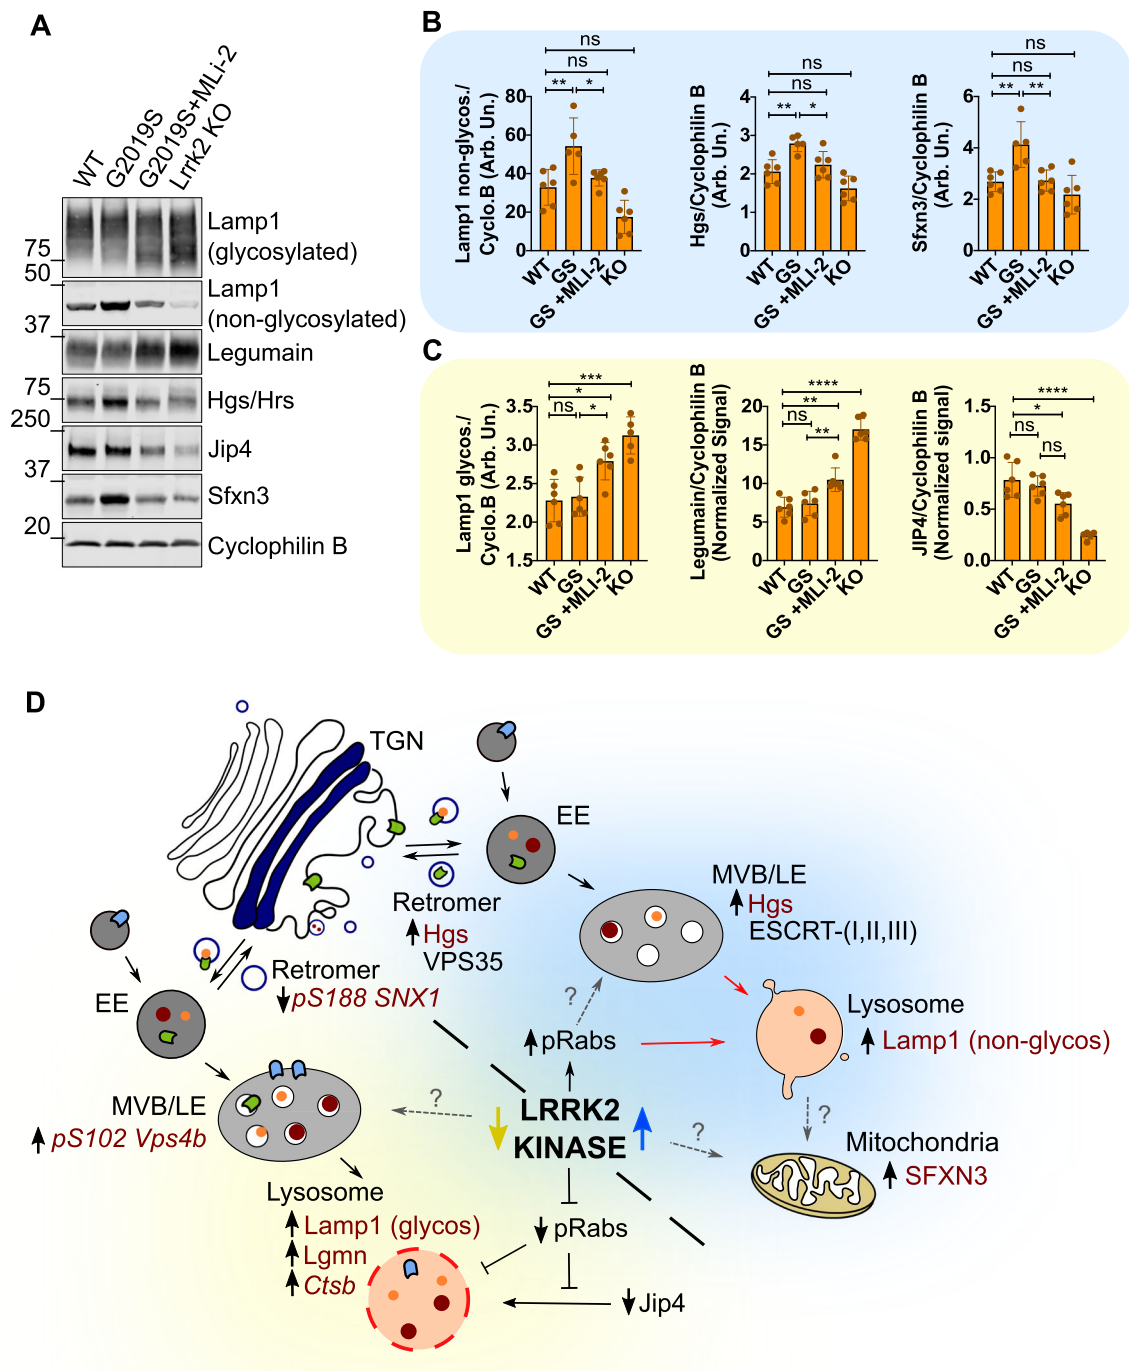 A
WT
G2019S
G2019S+MLi-2
Lrrk2 KO
75
50
37
75
250
37
20
Lamp1
(glycosylated)
Lamp1
(non-glycosylated)
Legumain
Hgs/Hrs
Jip4
Sfxn3
Cyclophilin B
B
Lamp1 non-glycos./
Cyclo.B (Arb. Un.)
ns
ns
** *
80
60
40
20
0
WT
GS
GS +MLI-2
KO
Hgs/Cyclophilin B
(Arb. Un.)
ns
ns
** *
4
3
2
1
0
WT
GS
GS +MLI-2
KO
Sfxn3/Cyclophilin B
(Arb. Un.)
ns
ns
** **
6
4
2
0
WT
GS
GS +MLI-2
KO
C
Lamp1 glycos./
Cyclo.B (Arb. Un.)
***
*
ns *
3.5
3.0
2.5
2.0
1.5
WT
GS
GS +MLI-2
KO
Legumain/Cyclophilin B
(Normalized Signal)
****
**
ns
**
20
15
10
5
0
WT
GS
GS +MLI-2
KO
JIP4/Cyclophilin B
(Normalized signal)
****
*
ns
ns
1.5
1.0
0.5
0.0
WT
GS
GS +MLI-2
KO
D
TGN
EE
Retromer
Hgs
VPS35
MVB/LE
Hgs
ESCRT-(I,II,III)
Retromer
pS188 SNX1
EE
?
pRabs
Lysosome
Lamp1 (non-glycos)
MVB/LE
pS102 Vps4b
?
LRRK2
KINASE
?
?
Mitochondria
SFXN3
Lysosome
Lamp1 (glycos)
Lgmn
Ctsb
pRabs
Jip4